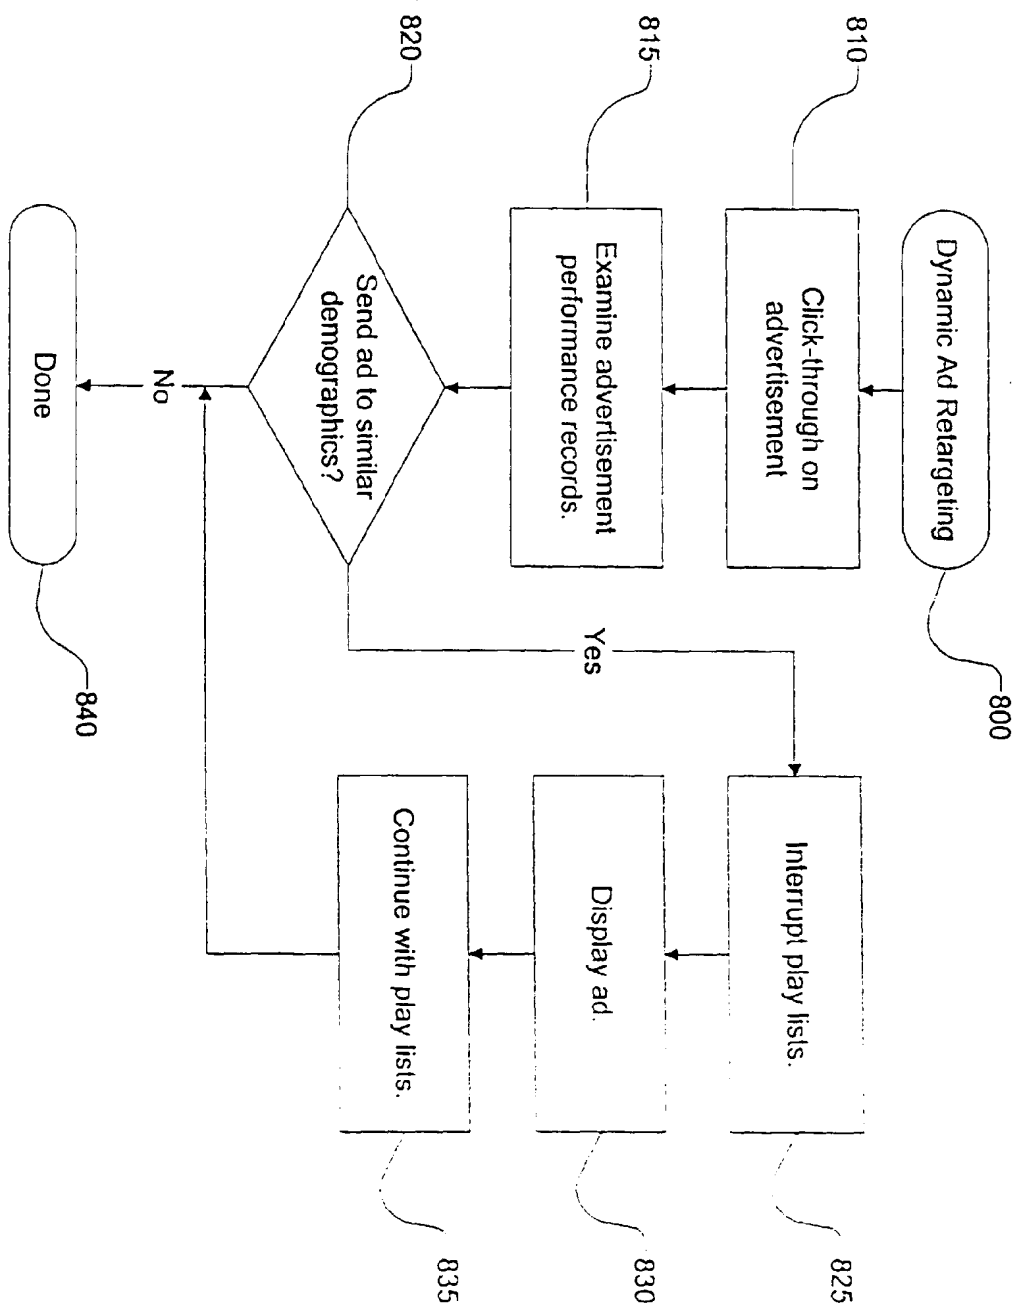 Dynamic Ad Retargeting
800
810
Click-through on
advertisement
815
Examine advertisement
performance records.
820
Send ad to similar
demographics?
Yes
No
Interrupt play lists.
825
Display ad.
830
Continue with play lists.
835
Done
840